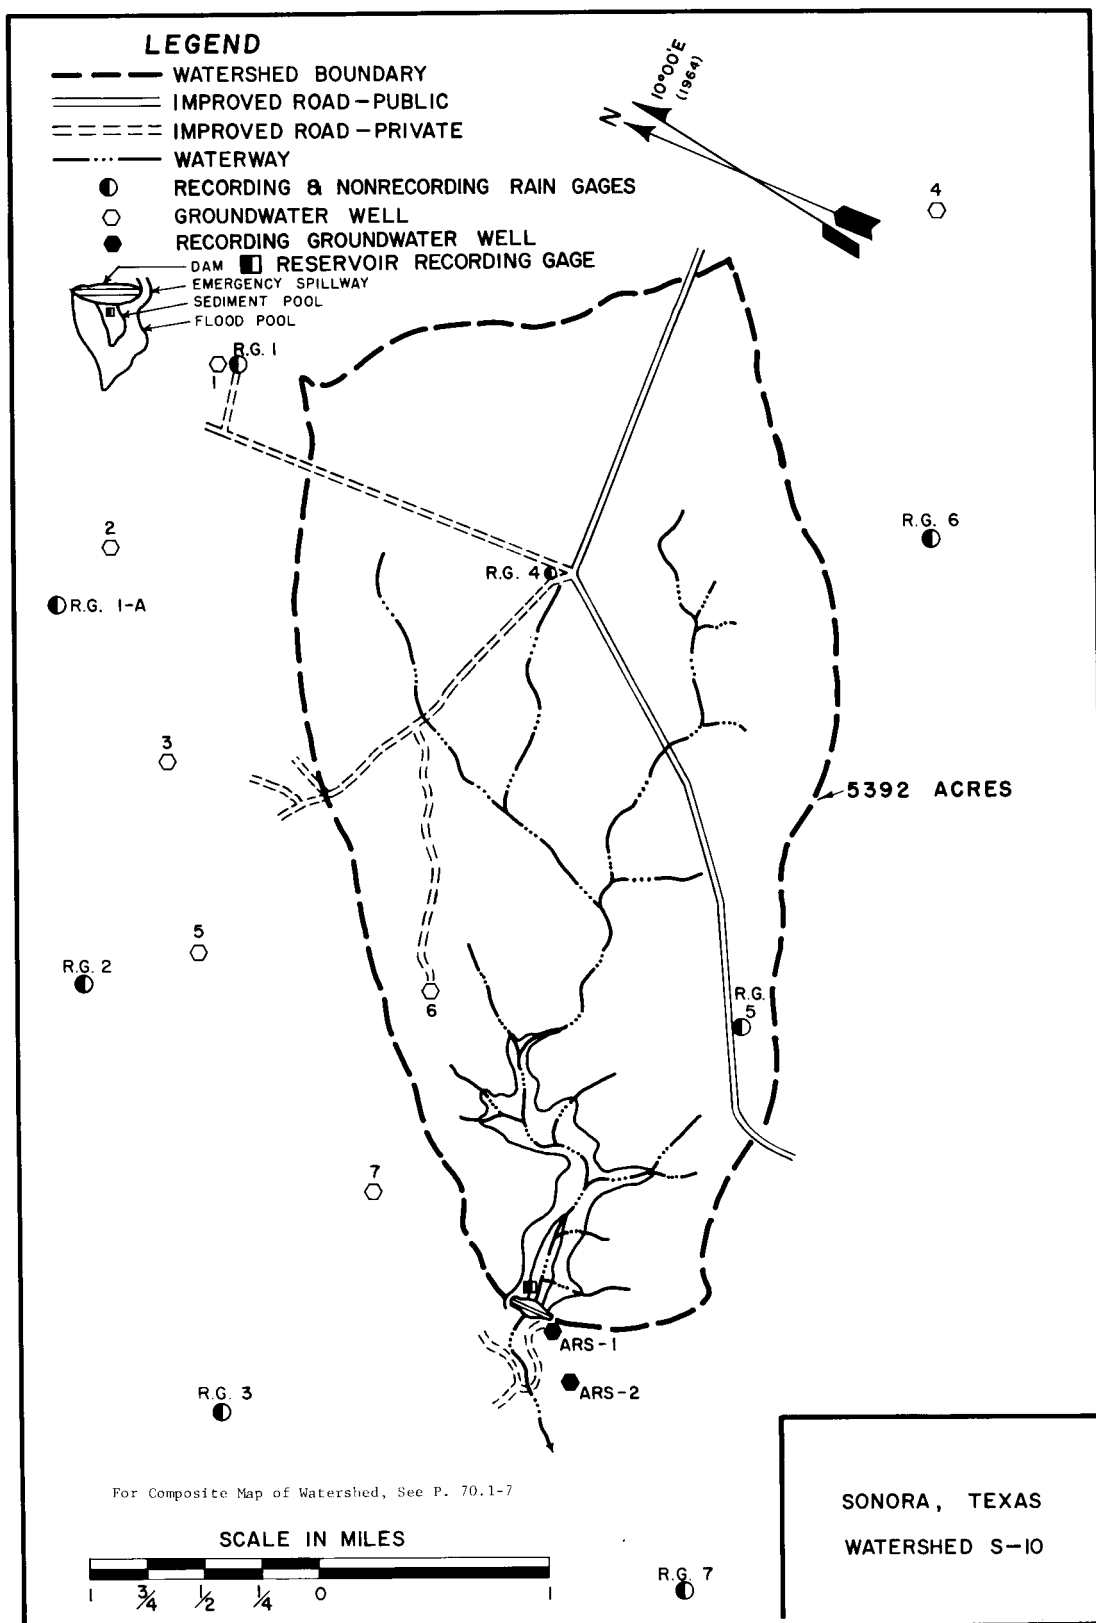 LEGEND
WATERSHED BOUNDARY
IMPROVED ROAD-PUBLIC
IMPROVED ROAD-PRIVATE
WATERWAY
RECORDING & NONRECORDING RAIN GAGES
GROUNDWATER WELL
RECORDING GROUNDWATER WELL
DAM
RESERVOIR RECORDING GAGE
EMERGENCY SPILLWAY
SEDIMENT POOL
FLOOD POOL
N
10°00'E
(1964)
4
R.G. 1
1
2
R.G. 1-A
R.G. 4
R.G. 6
3
5392 ACRES
5
R.G. 2
6
R.G.
5
7
ARS-1
ARS-2
R.G. 3
For Composite Map of Watershed, See P. 70.1-7
SCALE IN MILES
1 3/4 1/2 1/4 0 1
R.G. 7
SONORA, TEXAS
WATERSHED S-10